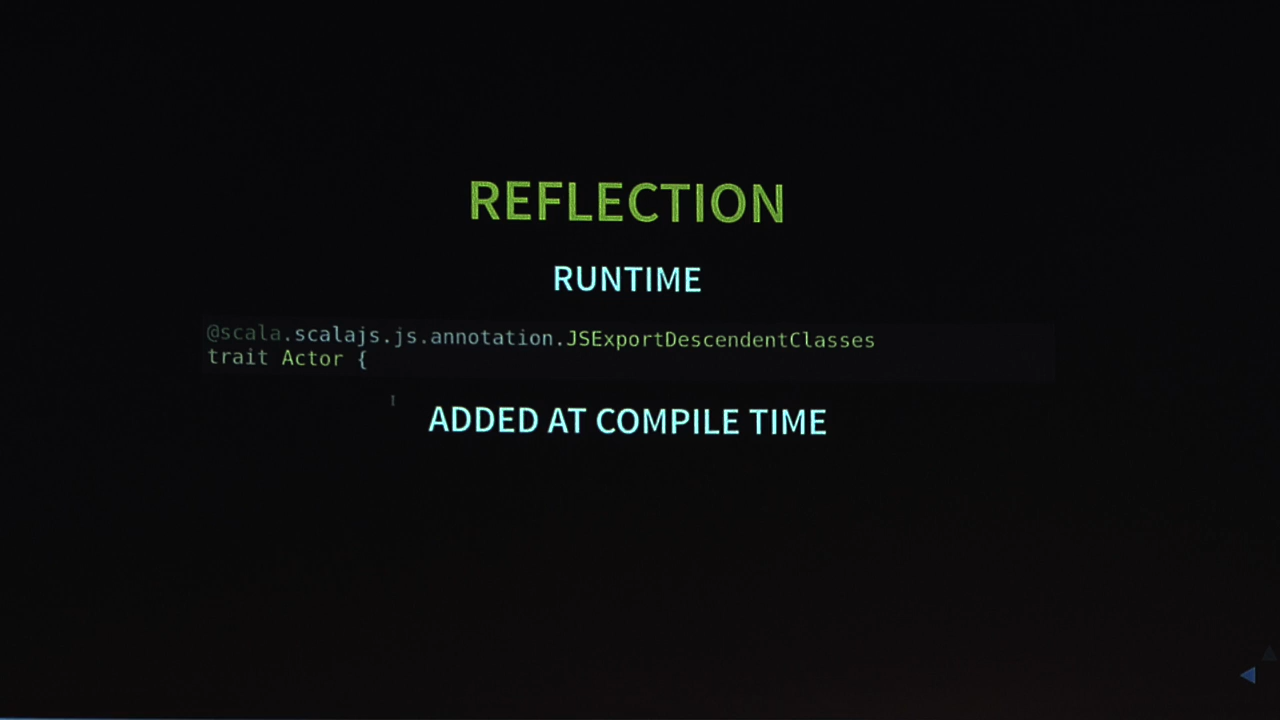 REFLECTION
RUNTIME
@scala.scalajs.js.annotation.JSExportDescendentClasses
trait Actor {
ADDED AT COMPILE TIME